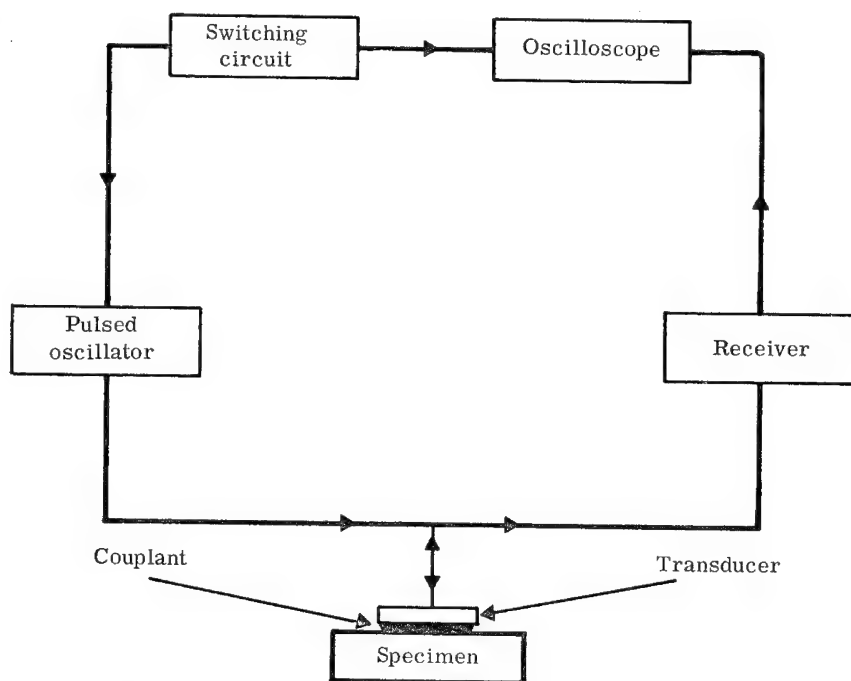 Switching
circuit
Oscilloscope
Pulsed
oscillator
Receiver
Couplant
Transducer
Specimen